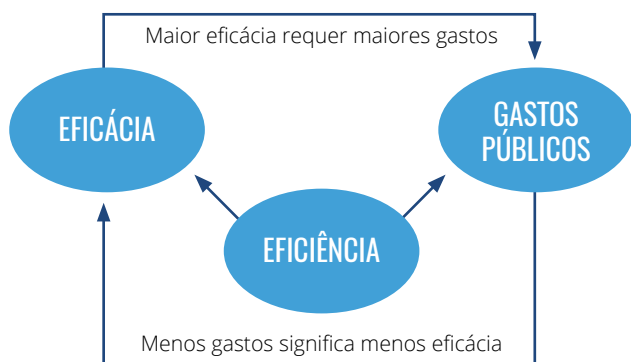 Maior eficácia requer maiores gastos
EFICÁCIA
GASTOS
PÚBLICOS
EFICIÊNCIA
Menos gastos significa menos eficácia